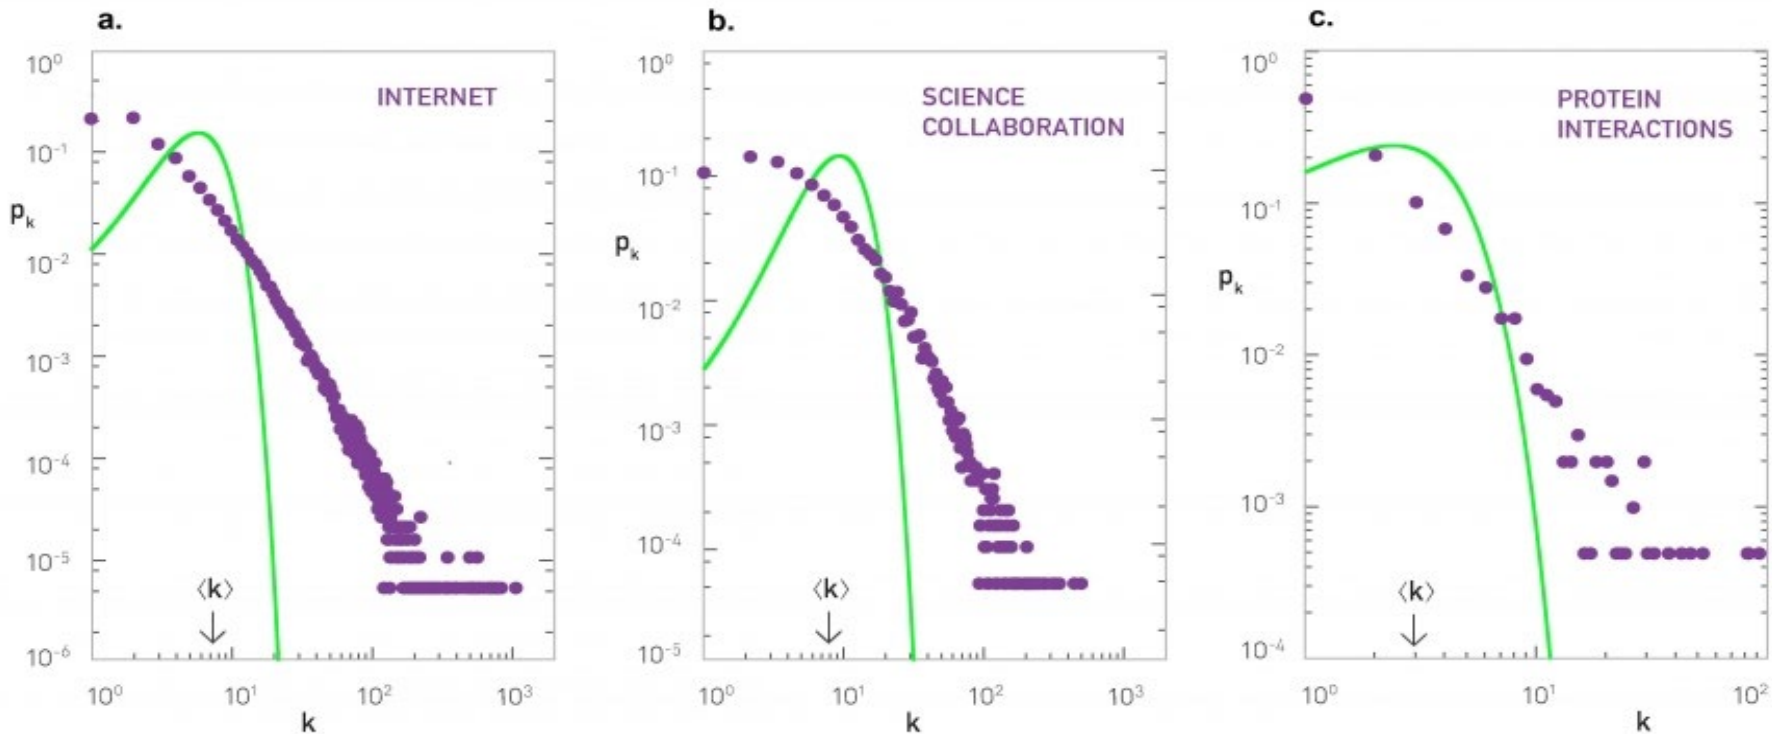 a.
INTERNET
10⁰
10⁻¹
10⁻²
10⁻³
10⁻⁴
10⁻⁵
10⁻⁶
pₖ
⟨k⟩
10⁰ 10¹ 10² 10³
k
b.
SCIENCE
COLLABORATION
10⁰
10⁻¹
10⁻²
10⁻³
10⁻⁴
10⁻⁵
pₖ
⟨k⟩
10⁰ 10¹ 10² 10³
k
c.
PROTEIN
INTERACTIONS
10⁰
10⁻¹
10⁻²
10⁻³
10⁻⁴
pₖ
⟨k⟩
10⁰ 10¹ 10²
k